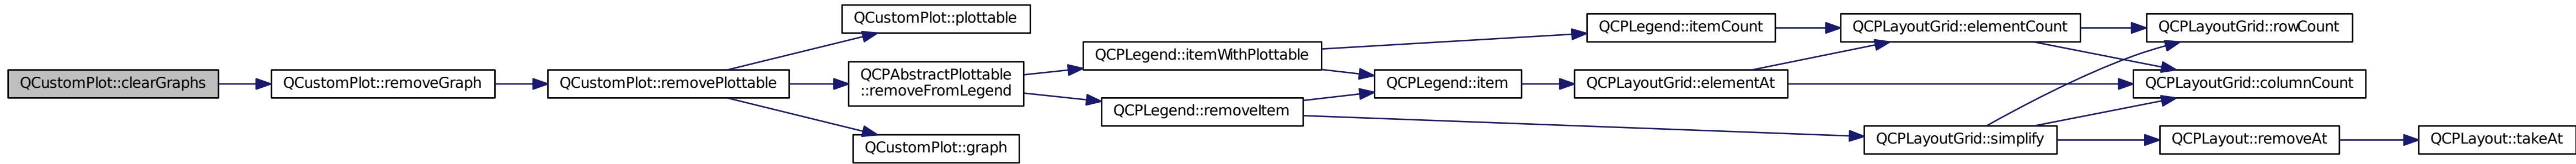 QCustomPlot::clearGraphs
QCustomPlot::removeGraph
QCustomPlot::removePlottable
QCustomPlot::plottable
QCPAbstractPlottable
::removeFromLegend
QCustomPlot::graph
QCPLegend::itemWithPlottable
QCPLegend::removeItem
QCPLegend::itemCount
QCPLegend::item
QCPLayoutGrid::elementAt
QCPLayoutGrid::elementCount
QCPLayoutGrid::simplify
QCPLayoutGrid::rowCount
QCPLayoutGrid::columnCount
QCPLayout::removeAt
QCPLayout::takeAt